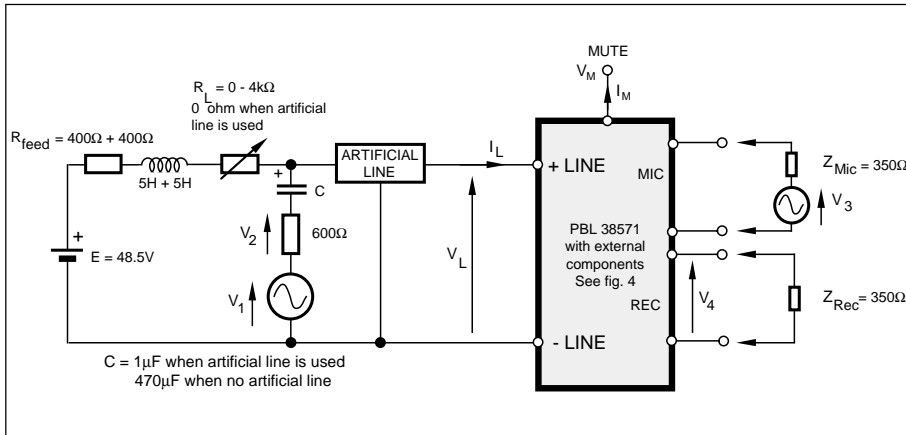 MUTE
V_M
I_M
R_L = 0 - 4kΩ
0 ohm when artificial
line is used
R_feed = 400Ω + 400Ω
5H + 5H
+
C
ARTIFICIAL
LINE
I_L
+ LINE
MIC
Z_Mic = 350Ω
V_3
V_2
600Ω
V_L
PBL 38571
with external
components
See fig. 4
+
E = 48.5V
V_1
REC
V_4
Z_Rec = 350Ω
- LINE
C = 1µF when artificial line is used
470µF when no artificial line